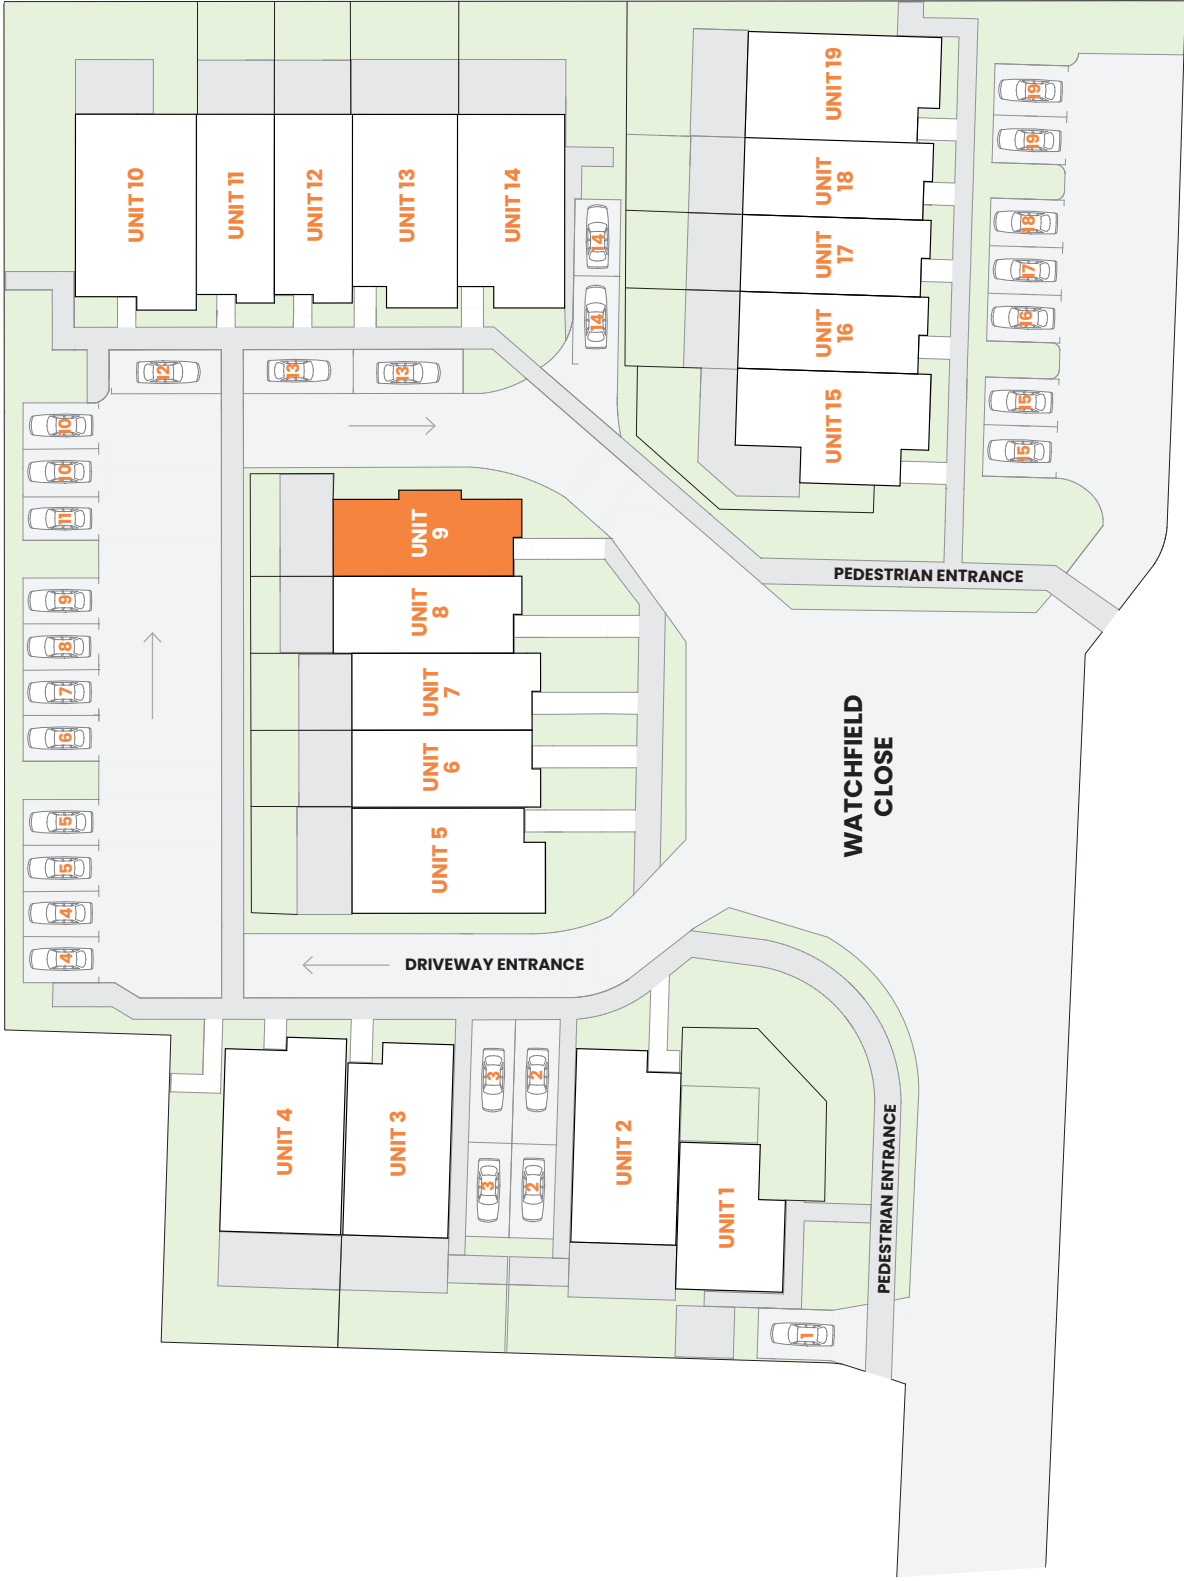 UNIT 10
UNIT 11
UNIT 12
UNIT 13
UNIT 14
UNIT 19
UNIT
18
UNIT
17
UNIT
16
UNIT 15
19
19
18
17
16
15
15
14
14
12
13
13
10
10
11
9
8
7
6
5
5
4
4
UNIT
9
UNIT
8
UNIT
7
UNIT
6
UNIT 5
PEDESTRIAN ENTRANCE
WATCHFIELD
CLOSE
DRIVEWAY ENTRANCE
UNIT 4
UNIT 3
3
2
3
2
UNIT 2
UNIT 1
PEDESTRIAN ENTRANCE
1